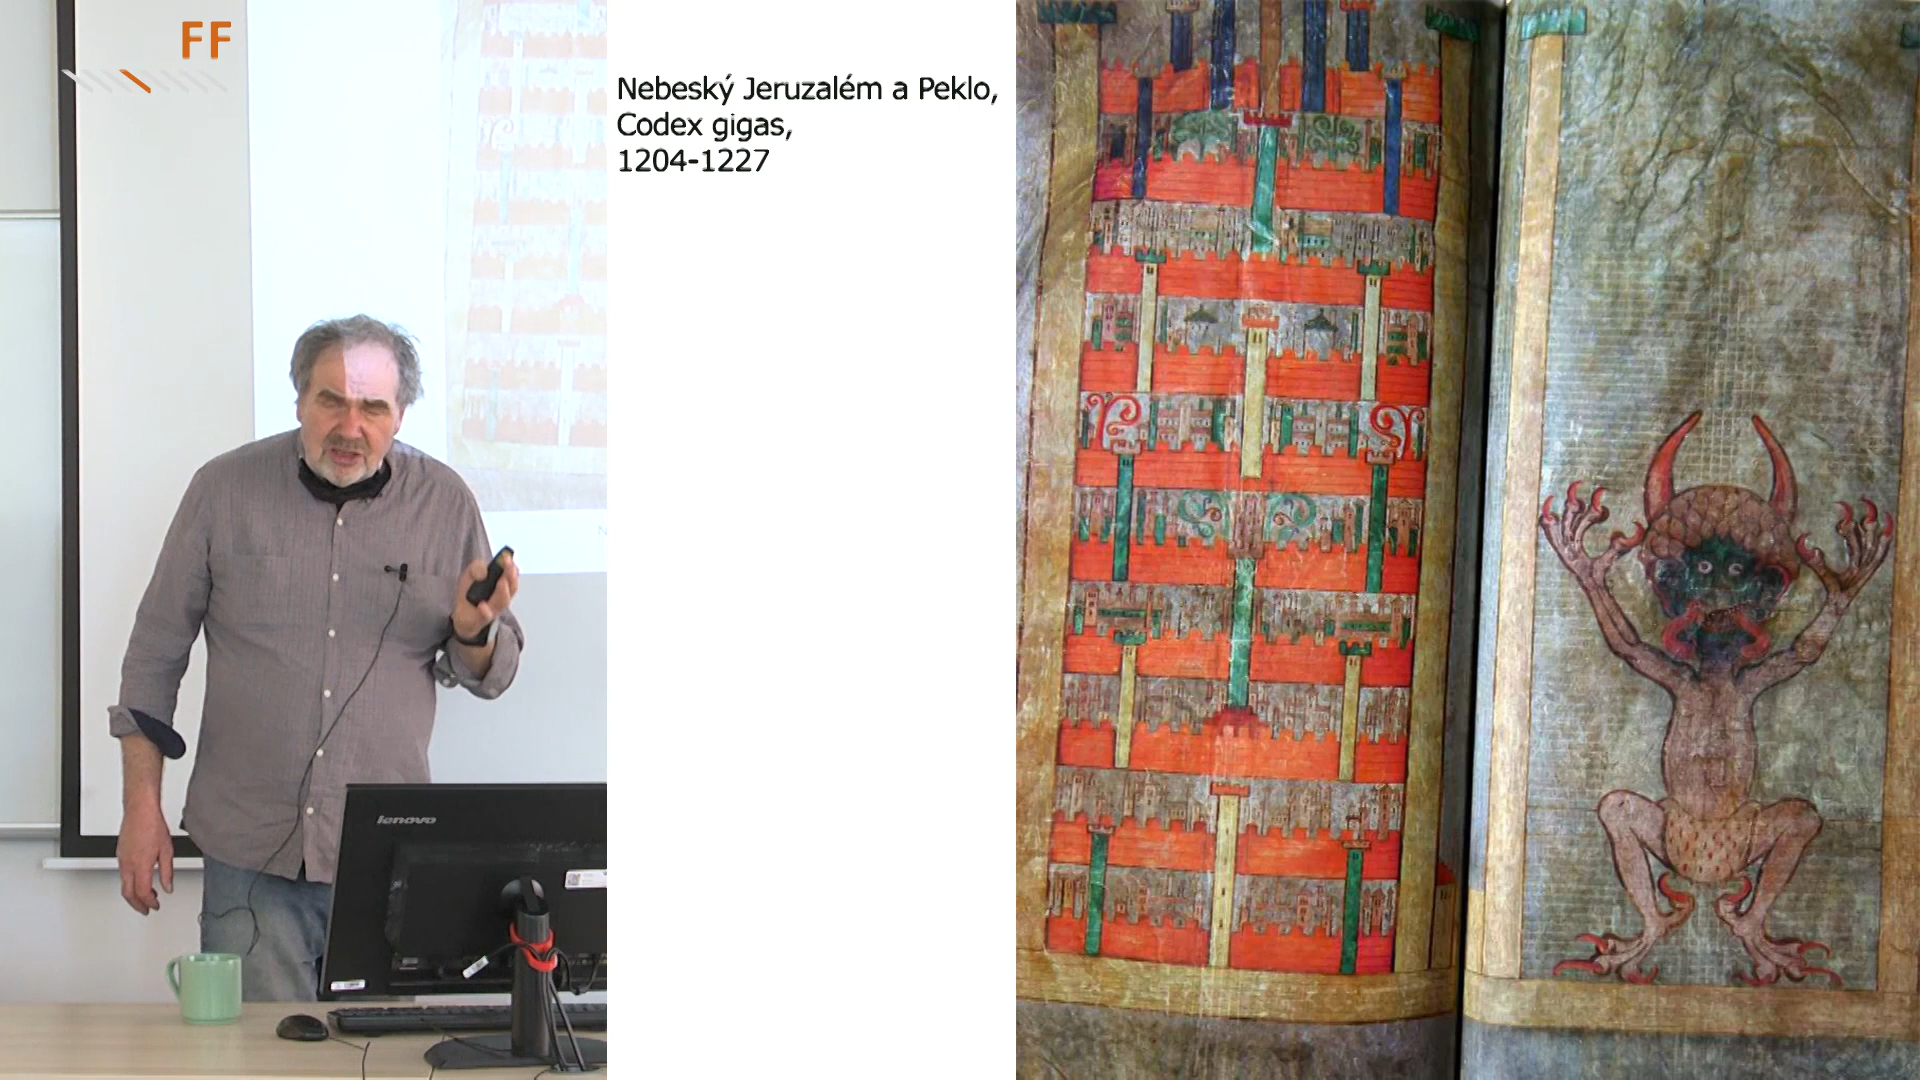 FF
Nebeský Jeruzalém a Peklo,
Codex gigas,
1204-1227
lenovo